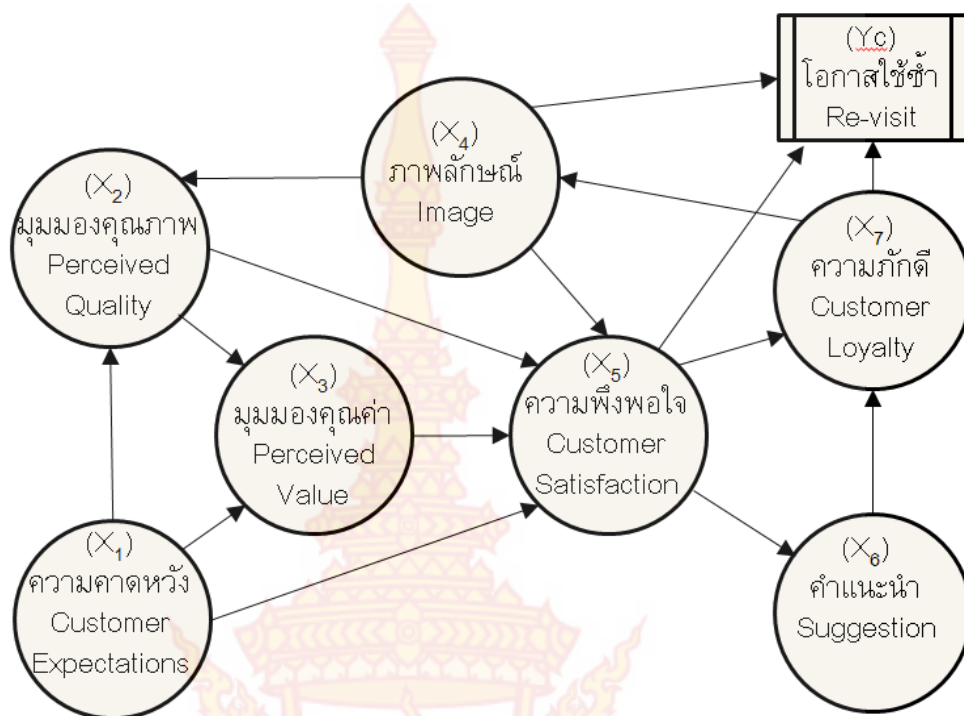 (Yc)
โอกาสใช้ซ้ำ
Re-visit
(X₄)
ภาพลักษณ์
Image
(X₂)
มุมมองคุณภาพ
Perceived
Quality
(X₇)
ความภักดี
Customer
Loyalty
(X₃)
มุมมองคุณค่า
Perceived
Value
(X₅)
ความพึงพอใจ
Customer
Satisfaction
(X₁)
ความคาดหวัง
Customer
Expectations
(X₆)
คำแนะนำ
Suggestion